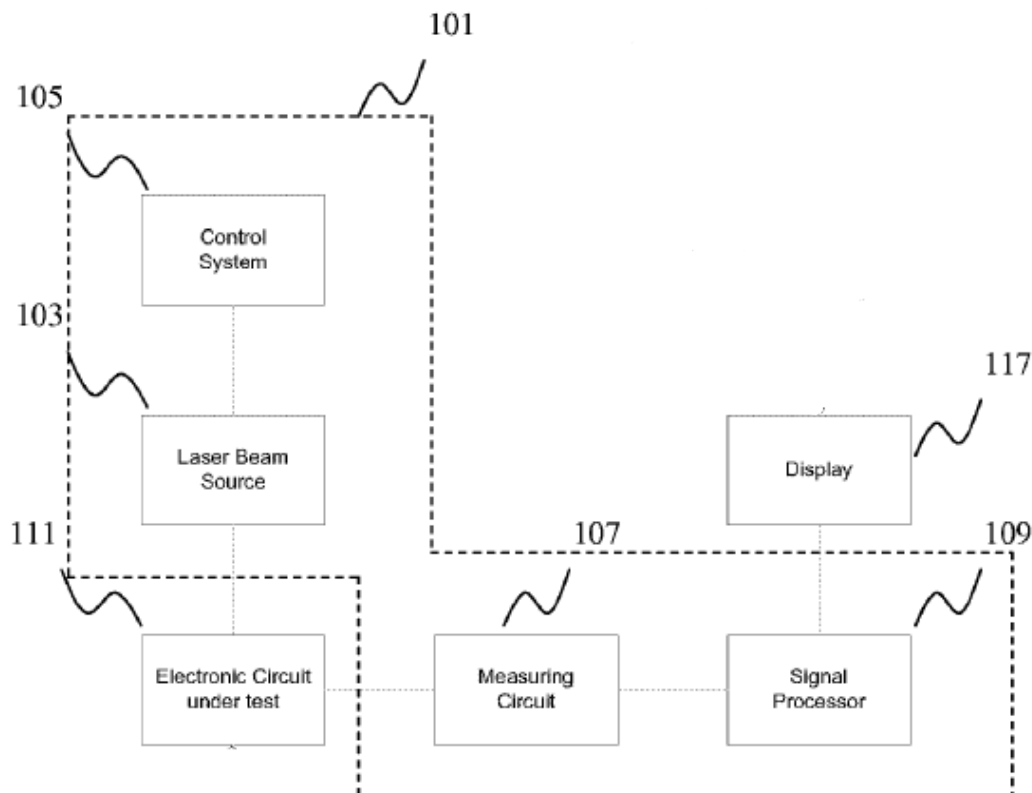 101
105
Control
System
103
117
Laser Beam
Source
Display
111
107
109
Electronic Circuit
under test
Measuring
Circuit
Signal
Processor